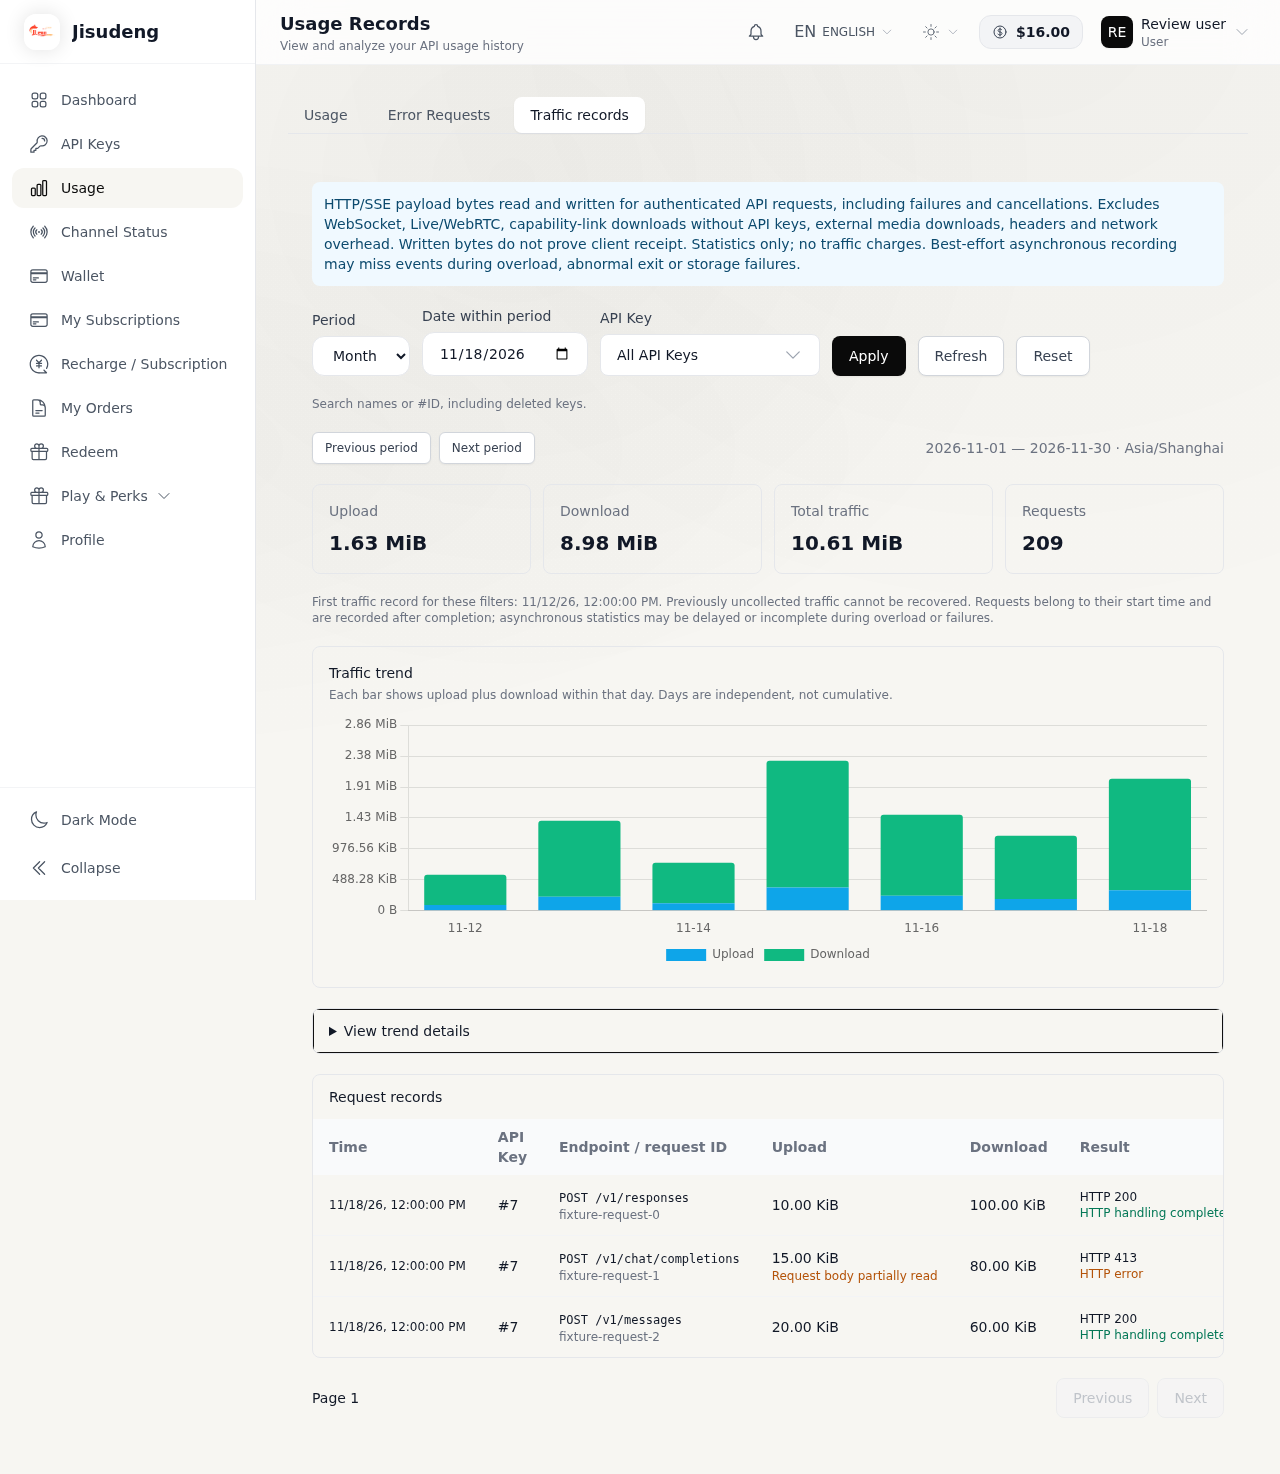 Jisudeng
Usage Records
View and analyze your API usage history
EN ENGLISH
$16.00
RE
Review user
User
Dashboard
API Keys
Usage
Channel Status
Wallet
My Subscriptions
Recharge / Subscription
My Orders
Redeem
Play & Perks
Profile
Dark Mode
Collapse
Usage
Error Requests
Traffic records
HTTP/SSE payload bytes read and written for authenticated API requests, including failures and cancellations. Excludes
WebSocket, Live/WebRTC, capability-link downloads without API keys, external media downloads, headers and network
overhead. Written bytes do not prove client receipt. Statistics only; no traffic charges. Best-effort asynchronous recording
may miss events during overload, abnormal exit or storage failures.
Period
Date within period
API Key
Month
11/18/2026
All API Keys
Apply
Refresh
Reset
Search names or #ID, including deleted keys.
Previous period
Next period
2026-11-01 — 2026-11-30 · Asia/Shanghai
Upload
1.63 MiB
Download
8.98 MiB
Total traffic
10.61 MiB
Requests
209
First traffic record for these filters: 11/12/26, 12:00:00 PM. Previously uncollected traffic cannot be recovered. Requests belong to their start time and
are recorded after completion; asynchronous statistics may be delayed or incomplete during overload or failures.
Traffic trend
Each bar shows upload plus download within that day. Days are independent, not cumulative.
2.86 MiB
2.38 MiB
1.91 MiB
1.43 MiB
976.56 KiB
488.28 KiB
0 B
11-12
11-14
11-16
11-18
Upload
Download
View trend details
Request records
Time
API Key
Endpoint / request ID
Upload
Download
Result
11/18/26, 12:00:00 PM
#7
POST /v1/responses
fixture-request-0
10.00 KiB
100.00 KiB
HTTP 200
HTTP handling complete
11/18/26, 12:00:00 PM
#7
POST /v1/chat/completions
fixture-request-1
15.00 KiB
Request body partially read
80.00 KiB
HTTP 413
HTTP error
11/18/26, 12:00:00 PM
#7
POST /v1/messages
fixture-request-2
20.00 KiB
60.00 KiB
HTTP 200
HTTP handling complete
Page 1
Previous
Next